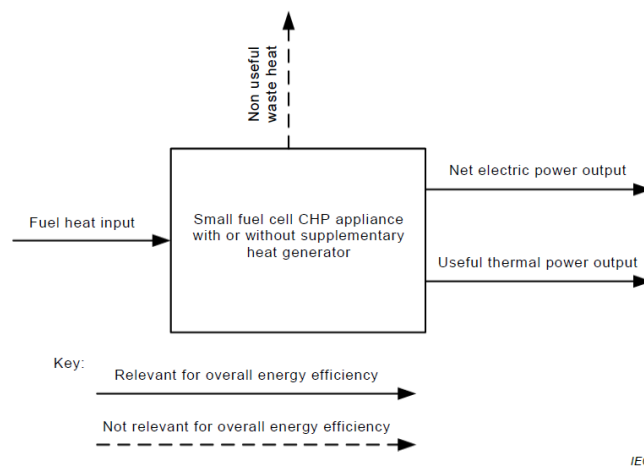 Non useful
waste heat
Net electric power output
Fuel heat input
Small fuel cell CHP appliance
with or without supplementary
heat generator
Useful thermal power output
Key:
Relevant for overall energy efficiency
Not relevant for overall energy efficiency